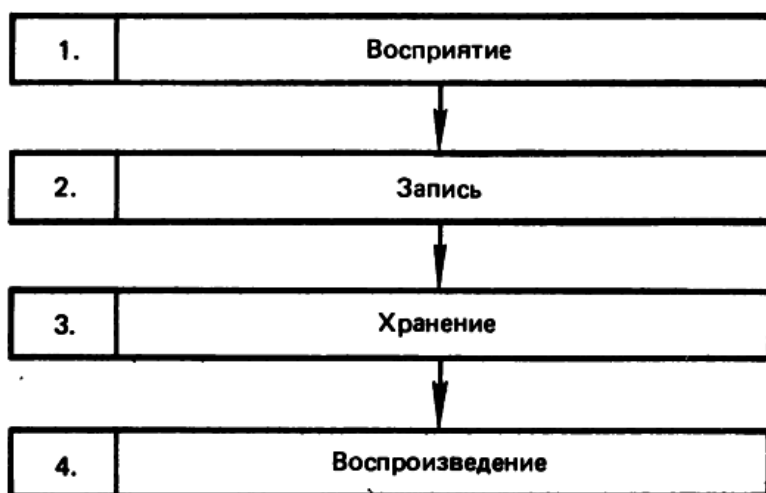 1. Восприятие
2. Запись
3. Хранение
4. Воспроизведение